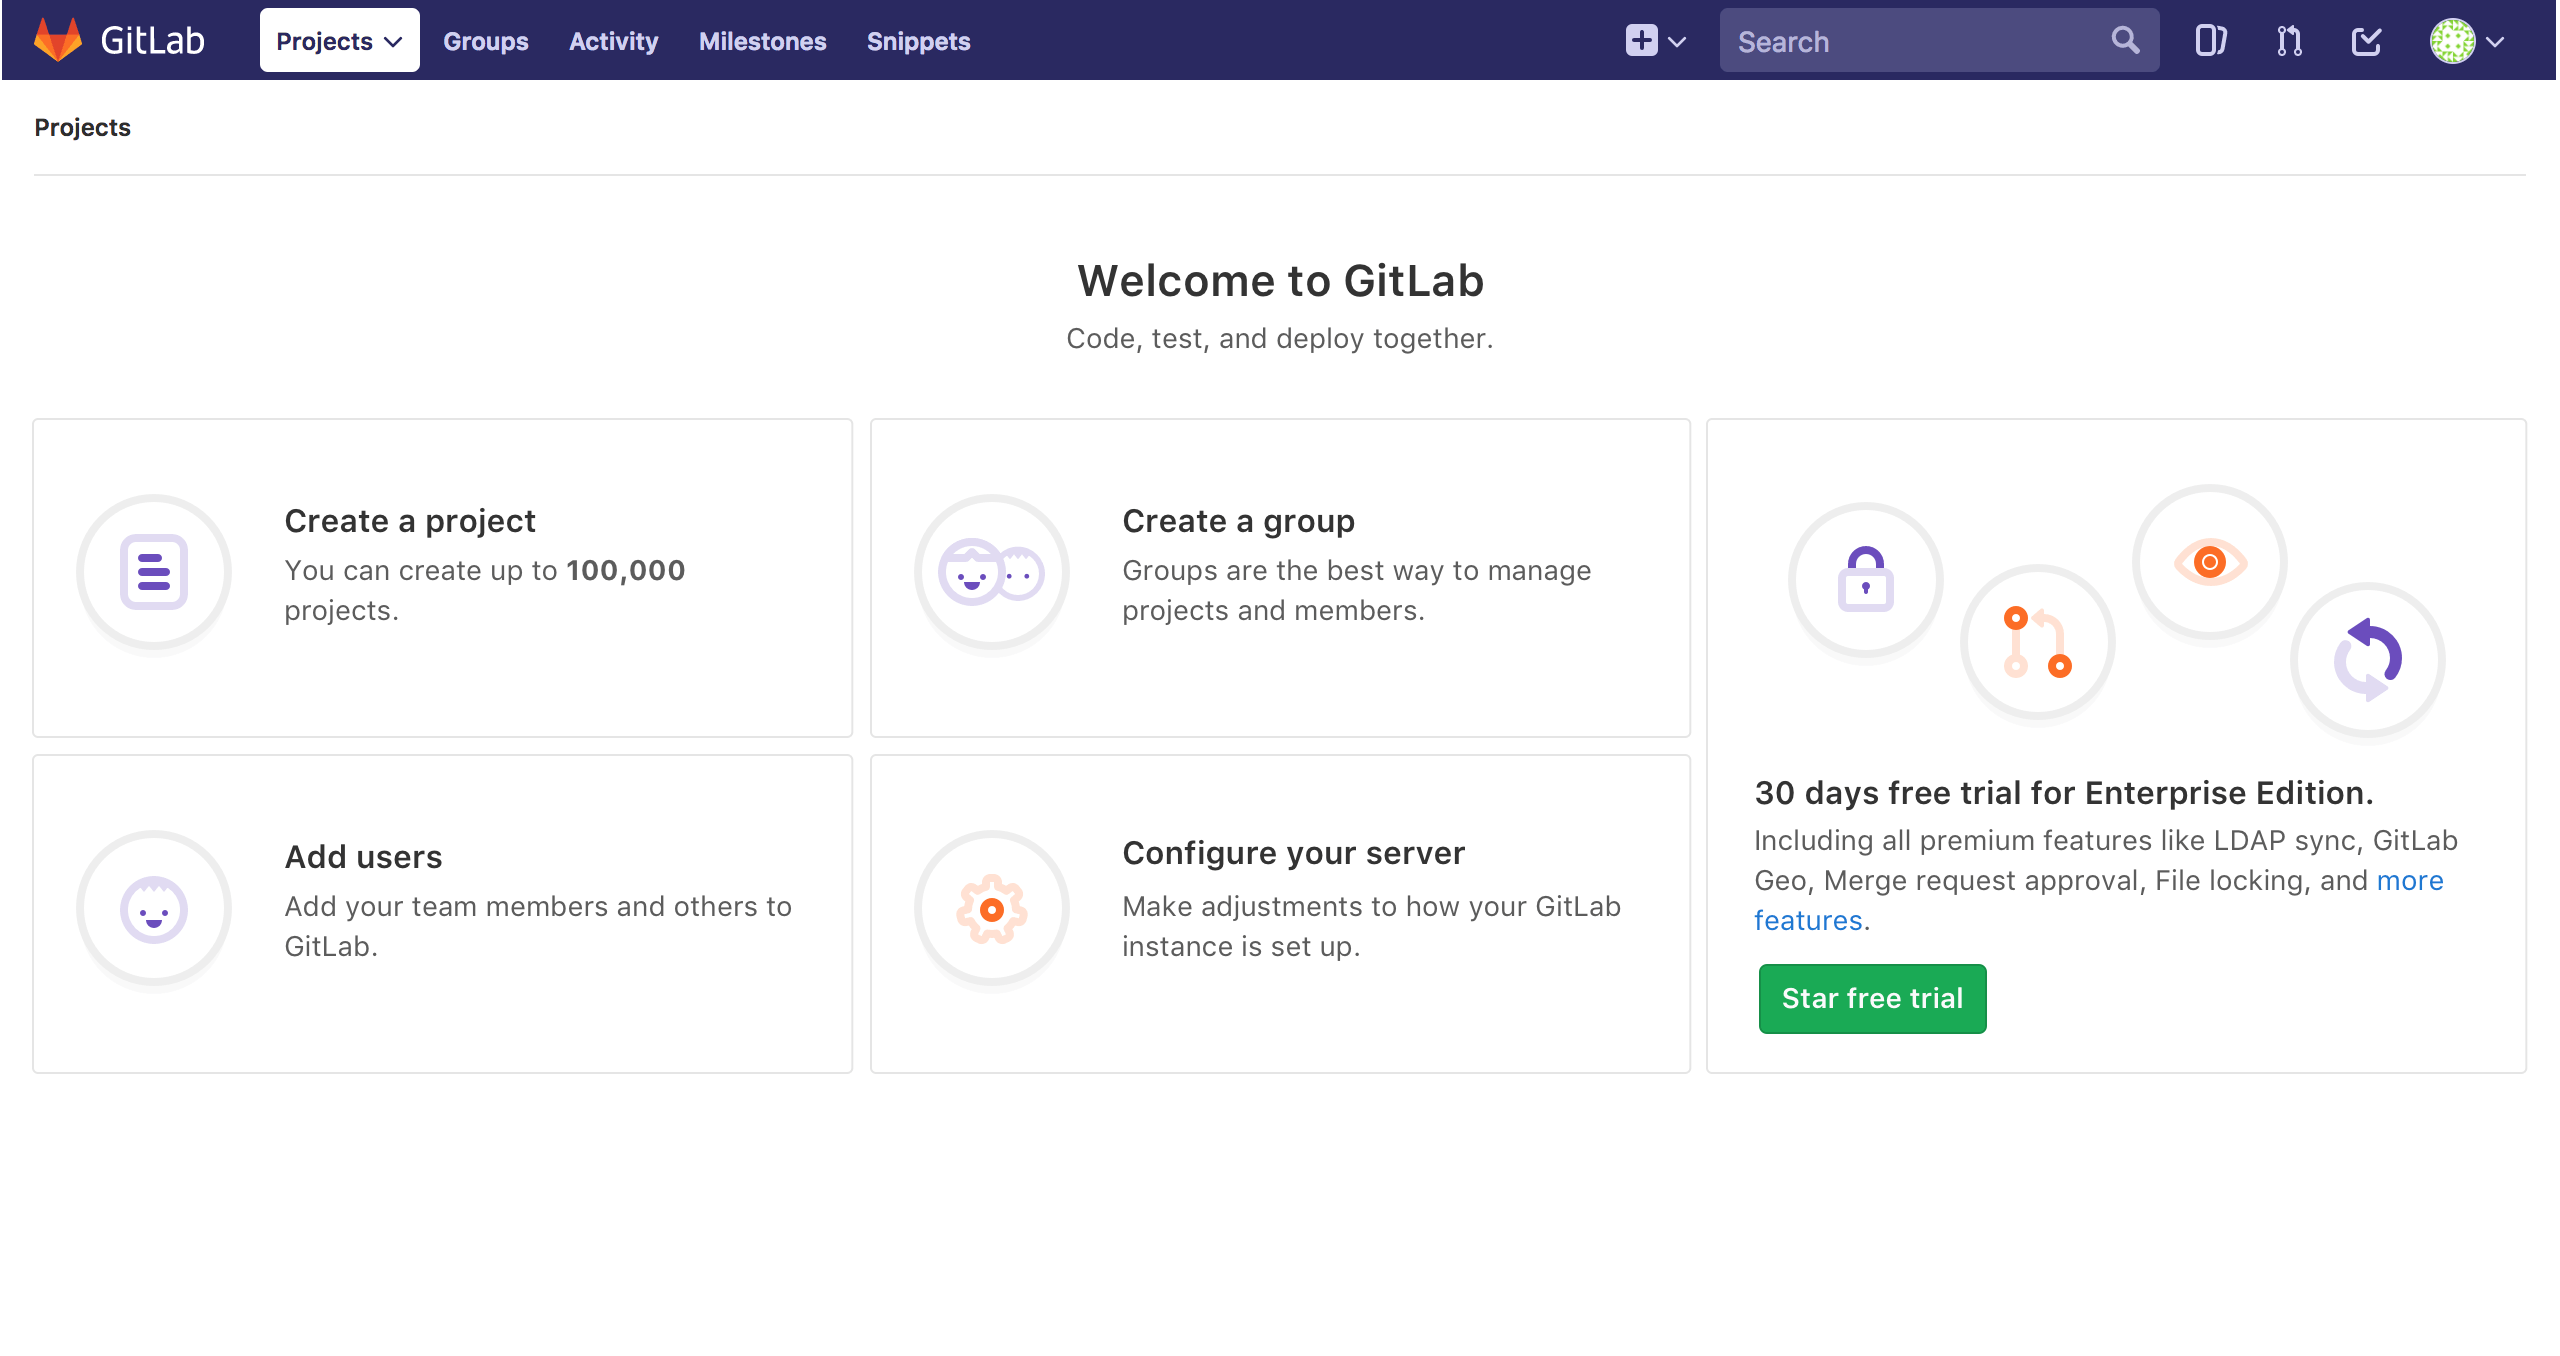 GitLab Projects Groups Activity Milestones Snippets Search
Projects
Welcome to GitLab
Code, test, and deploy together.
Create a project
You can create up to 100,000
projects.
Create a group
Groups are the best way to manage
projects and members.
Add users
Add your team members and others to
GitLab.
Configure your server
Make adjustments to how your GitLab
instance is set up.
30 days free trial for Enterprise Edition.
Including all premium features like LDAP sync, GitLab
Geo, Merge request approval, File locking, and more
features.
Star free trial